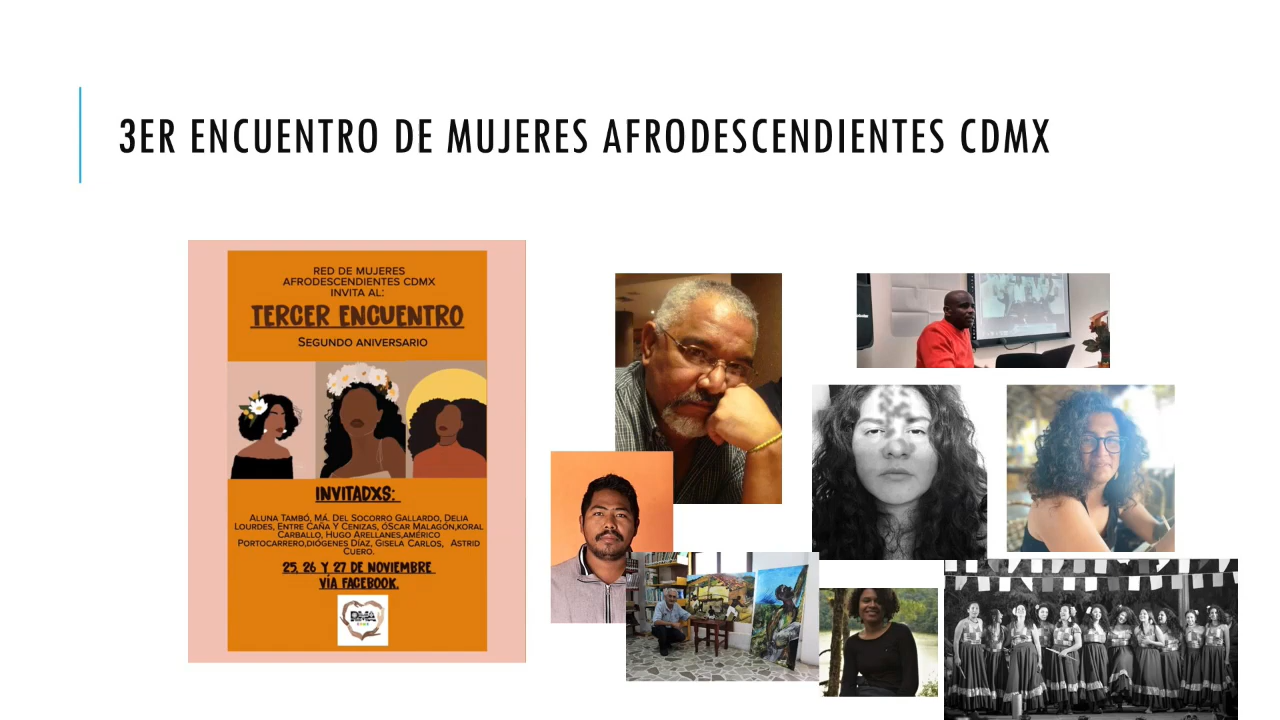 3ER ENCUENTRO DE MUJERES AFRODESCENDIENTES CDMX
RED DE MUJERES
AFRODESCENDIENTES CDMX
INVITA AL:
TERCER ENCUENTRO
SEGUNDO ANIVERSARIO
INVITADXS:
ALUNA TAMBÓ, MÁ. DEL SOCORRO GALLARDO, DELIA
LOURDES, ENTRE CAÑA Y CENIZAS, ÓSCAR MALAGÓN,KORAL
CARBALLO, HUGO ARELLANES,AMÉRICO
PORTOCARRERO,DIÓGENES DÍAZ, GISELA CARLOS, ASTRID
CUERO.
25, 26 Y 27 DE NOVIEMBRE
VÍA FACEBOOK.
RMA
CDMX